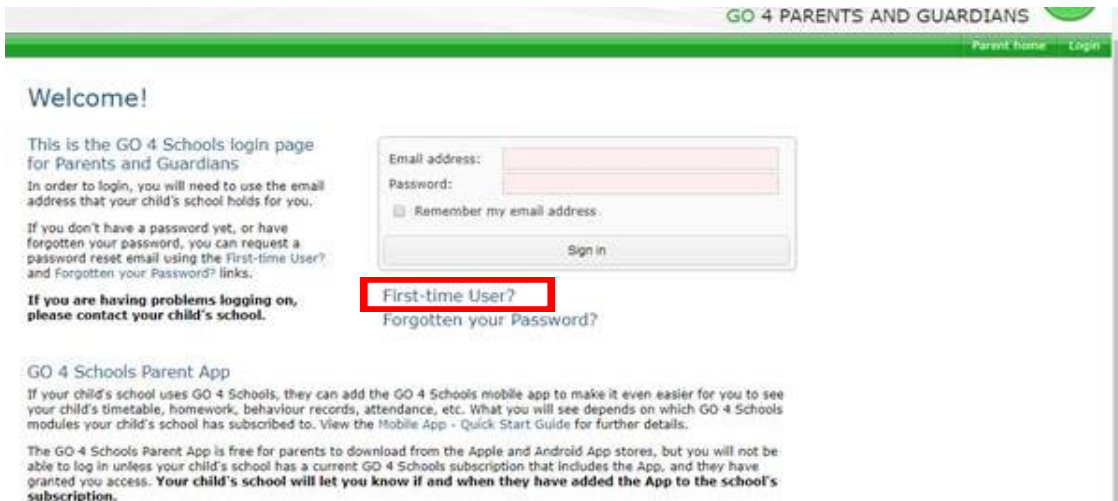 GO 4 PARENTS AND GUARDIANS
Parent home Login
Welcome!
This is the GO 4 Schools login page
for Parents and Guardians
In order to login, you will need to use the email
address that your child's school holds for you.
If you don't have a password yet, or have
forgotten your password, you can request a
password reset email using the First-time User?
and Forgotten your Password? links.
If you are having problems logging on,
please contact your child's school.
Email address:
Password:
Remember my email address.
Sign in
First-time User?
Forgotten your Password?
GO 4 Schools Parent App
If your child's school uses GO 4 Schools, they can add the GO 4 Schools mobile app to make it even easier for you to see
your child's timetable, homework, behaviour records, attendance, etc. What you will see depends on which GO 4 Schools
modules your child's school has subscribed to. View the Mobile App - Quick Start Guide for further details.
The GO 4 Schools Parent App is free for parents to download from the Apple and Android App stores, but you will not be
able to log in unless your child's school has a current GO 4 Schools subscription that includes the App, and they have
granted you access. Your child's school will let you know if and when they have added the App to the school's
subscription.